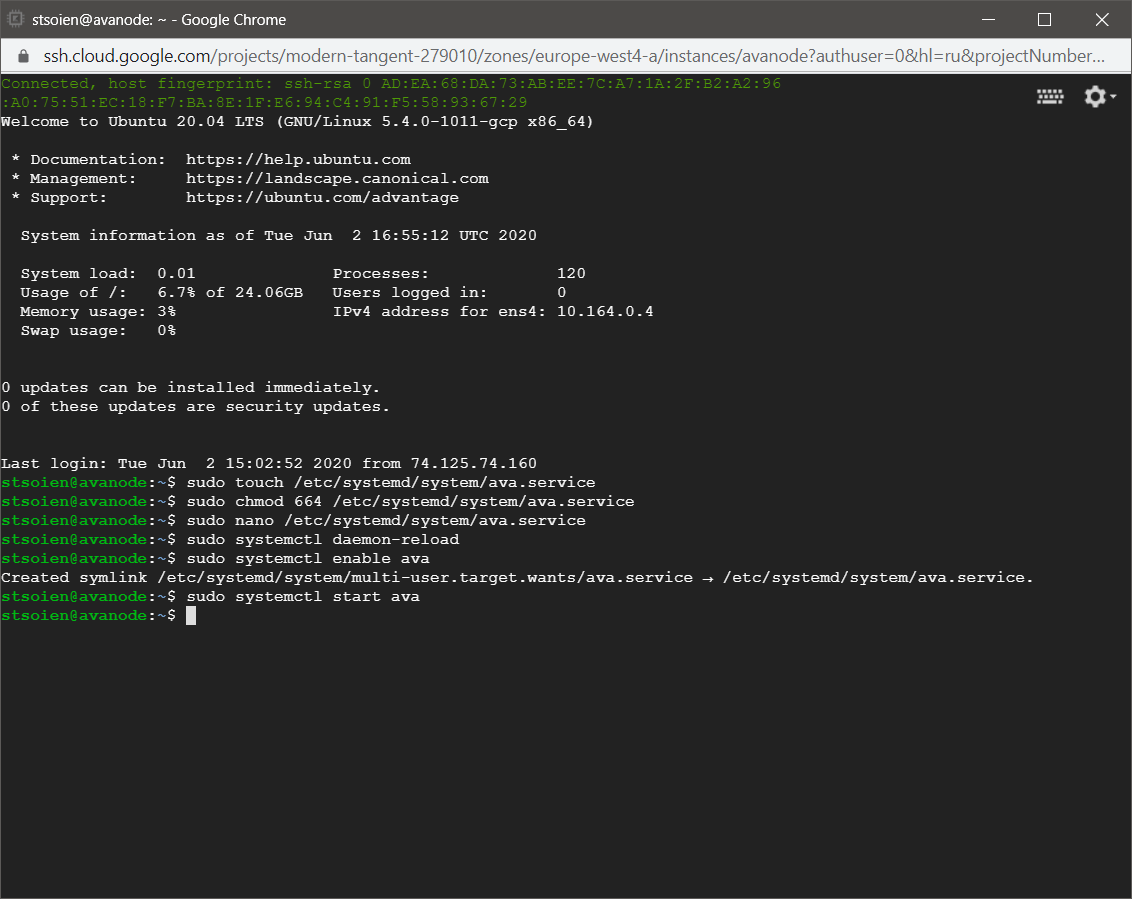 stsoien@avanode: ~ - Google Chrome
ssh.cloud.google.com/projects/modern-tangent-279010/zones/europe-west4-a/instances/avanode?authuser=0&hl=ru&projectNumber...
Connected, host fingerprint: ssh-rsa 0 AD:EA:68:DA:73:AB:EE:7C:A7:1A:2F:B2:A2:96
:A0:75:51:EC:18:F7:BA:8E:1F:E6:94:C4:91:F5:58:93:67:29
Welcome to Ubuntu 20.04 LTS (GNU/Linux 5.4.0-1011-gcp x86_64)
* Documentation:  https://help.ubuntu.com
* Management:     https://landscape.canonical.com
* Support:        https://ubuntu.com/advantage
System information as of Tue Jun  2 16:55:12 UTC 2020
System load:  0.01              Processes:             120
Usage of /:   6.7% of 24.06GB   Users logged in:       0
Memory usage: 3%                IPv4 address for ens4: 10.164.0.4
Swap usage:   0%
0 updates can be installed immediately.
0 of these updates are security updates.
Last login: Tue Jun  2 15:02:52 2020 from 74.125.74.160
stsoien@avanode:~$ sudo touch /etc/systemd/system/ava.service
stsoien@avanode:~$ sudo chmod 664 /etc/systemd/system/ava.service
stsoien@avanode:~$ sudo nano /etc/systemd/system/ava.service
stsoien@avanode:~$ sudo systemctl daemon-reload
stsoien@avanode:~$ sudo systemctl enable ava
Created symlink /etc/systemd/system/multi-user.target.wants/ava.service → /etc/systemd/system/ava.service.
stsoien@avanode:~$ sudo systemctl start ava
stsoien@avanode:~$